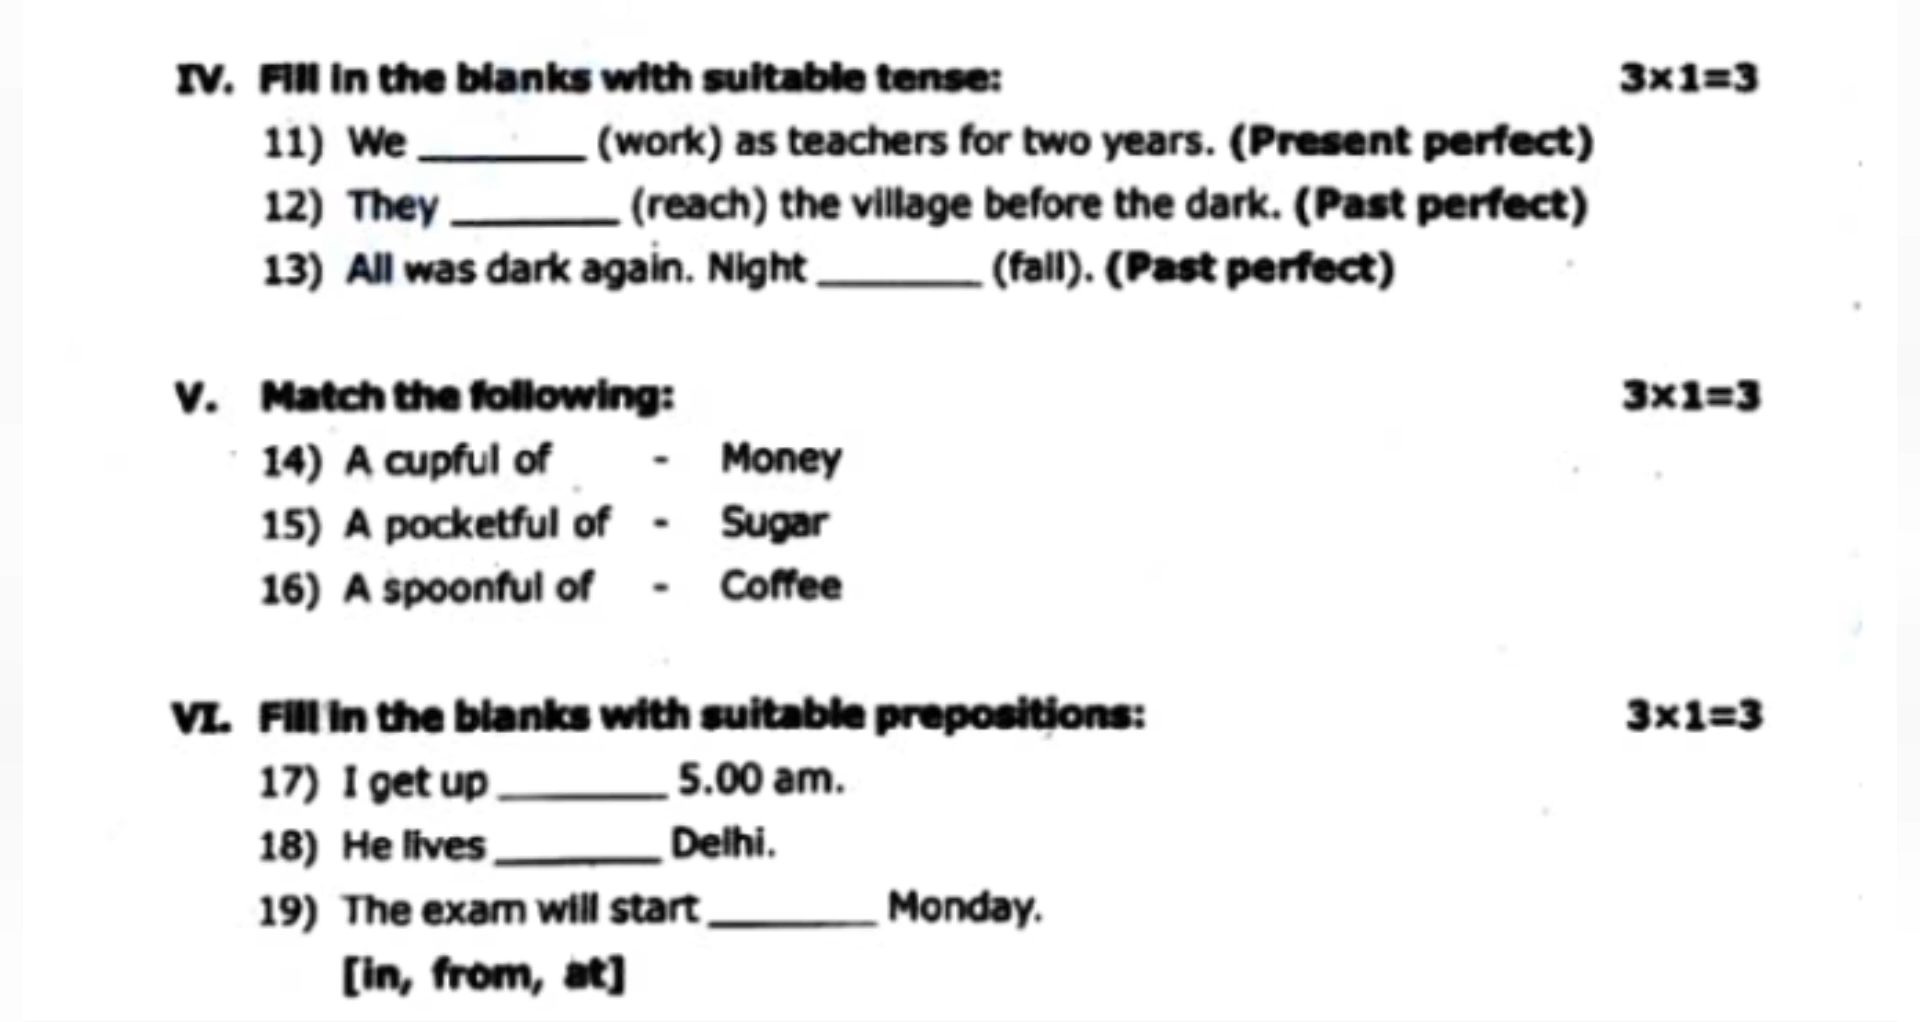 IV. Fill in the blanks with suitable tense: 3×1=3
11) We ________ (work) as teachers for two years. (Present perfect)
12) They ________ (reach) the village before the dark. (Past perfect)
13) All was dark again. Night ________ (fall). (Past perfect)
V. Match the following: 3×1=3
14) A cupful of - Money
15) A pocketful of - Sugar
16) A spoonful of - Coffee
VI. Fill in the blanks with suitable prepositions: 3×1=3
17) I get up ________ 5.00 am.
18) He lives ________ Delhi.
19) The exam will start ________ Monday.
[in, from, at]